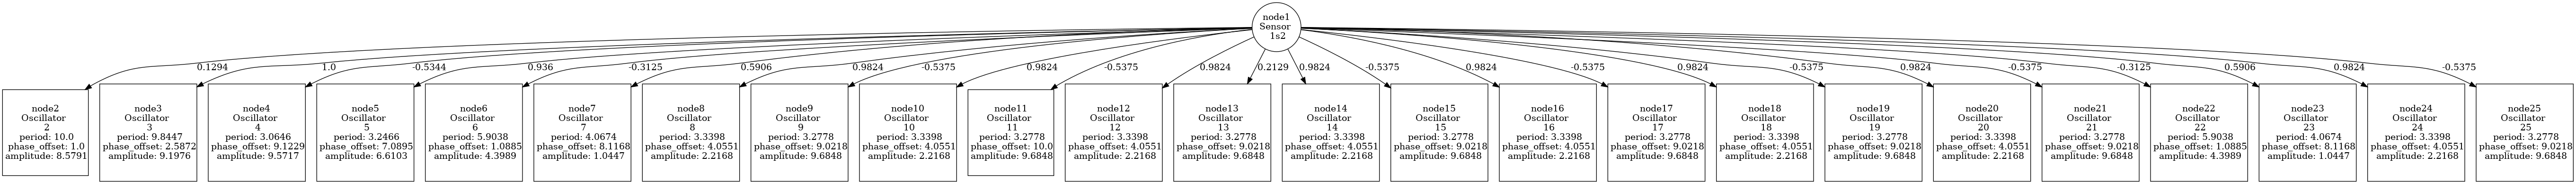 node1
Sensor
1s2
0.1294
1.0
-0.5344
0.936
-0.3125
0.5906
0.9824
-0.5375
0.9824
-0.5375
0.9824
0.2129
0.9824
-0.5375
0.9824
-0.5375
0.9824
-0.5375
0.9824
-0.5375
-0.3125
0.5906
0.9824
-0.5375
node2
Oscillator
2
period: 10.0
phase_offset: 1.0
amplitude: 8.5791
node3
Oscillator
3
period: 9.8447
phase_offset: 2.5872
amplitude: 9.1976
node4
Oscillator
4
period: 3.0646
phase_offset: 9.1229
amplitude: 9.5717
node5
Oscillator
5
period: 3.2466
phase_offset: 7.0895
amplitude: 6.6103
node6
Oscillator
6
period: 5.9038
phase_offset: 1.0885
amplitude: 4.3989
node7
Oscillator
7
period: 4.0674
phase_offset: 8.1168
amplitude: 1.0447
node8
Oscillator
8
period: 3.3398
phase_offset: 4.0551
amplitude: 2.2168
node9
Oscillator
9
period: 3.2778
phase_offset: 9.0218
amplitude: 9.6848
node10
Oscillator
10
period: 3.3398
phase_offset: 4.0551
amplitude: 2.2168
node11
Oscillator
11
period: 3.2778
phase_offset: 10.0
amplitude: 9.6848
node12
Oscillator
12
period: 3.3398
phase_offset: 4.0551
amplitude: 2.2168
node13
Oscillator
13
period: 3.2778
phase_offset: 9.0218
amplitude: 9.6848
node14
Oscillator
14
period: 3.3398
phase_offset: 4.0551
amplitude: 2.2168
node15
Oscillator
15
period: 3.2778
phase_offset: 9.0218
amplitude: 9.6848
node16
Oscillator
16
period: 3.3398
phase_offset: 4.0551
amplitude: 2.2168
node17
Oscillator
17
period: 3.2778
phase_offset: 9.0218
amplitude: 9.6848
node18
Oscillator
18
period: 3.3398
phase_offset: 4.0551
amplitude: 2.2168
node19
Oscillator
19
period: 3.2778
phase_offset: 9.0218
amplitude: 9.6848
node20
Oscillator
20
period: 3.3398
phase_offset: 4.0551
amplitude: 2.2168
node21
Oscillator
21
period: 3.2778
phase_offset: 9.0218
amplitude: 9.6848
node22
Oscillator
22
period: 5.9038
phase_offset: 1.0885
amplitude: 4.3989
node23
Oscillator
23
period: 4.0674
phase_offset: 8.1168
amplitude: 1.0447
node24
Oscillator
24
period: 3.3398
phase_offset: 4.0551
amplitude: 2.2168
node25
Oscillator
25
period: 3.2778
phase_offset: 9.0218
amplitude: 9.6848